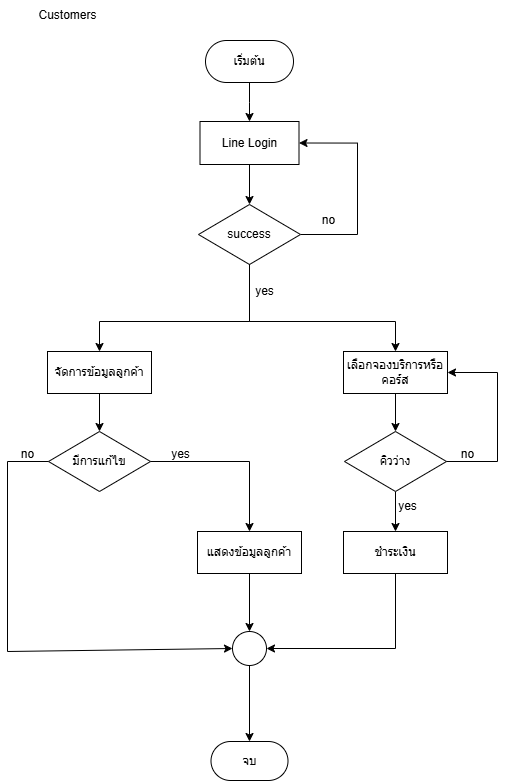 Customers
เริ่มต้น
Line Login
success
no
yes
จัดการข้อมูลลูกค้า
เลือกจองบริการหรือ
คอร์ส
no
มีการแก้ไข
yes
คิวว่าง
no
yes
แสดงข้อมูลลูกค้า
ชำระเงิน
จบ